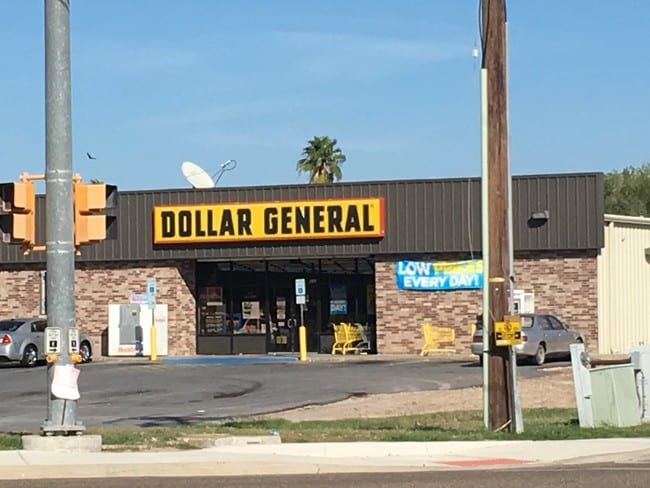 DOLLAR GENERAL
LOW PRICES
EVERY DAY!